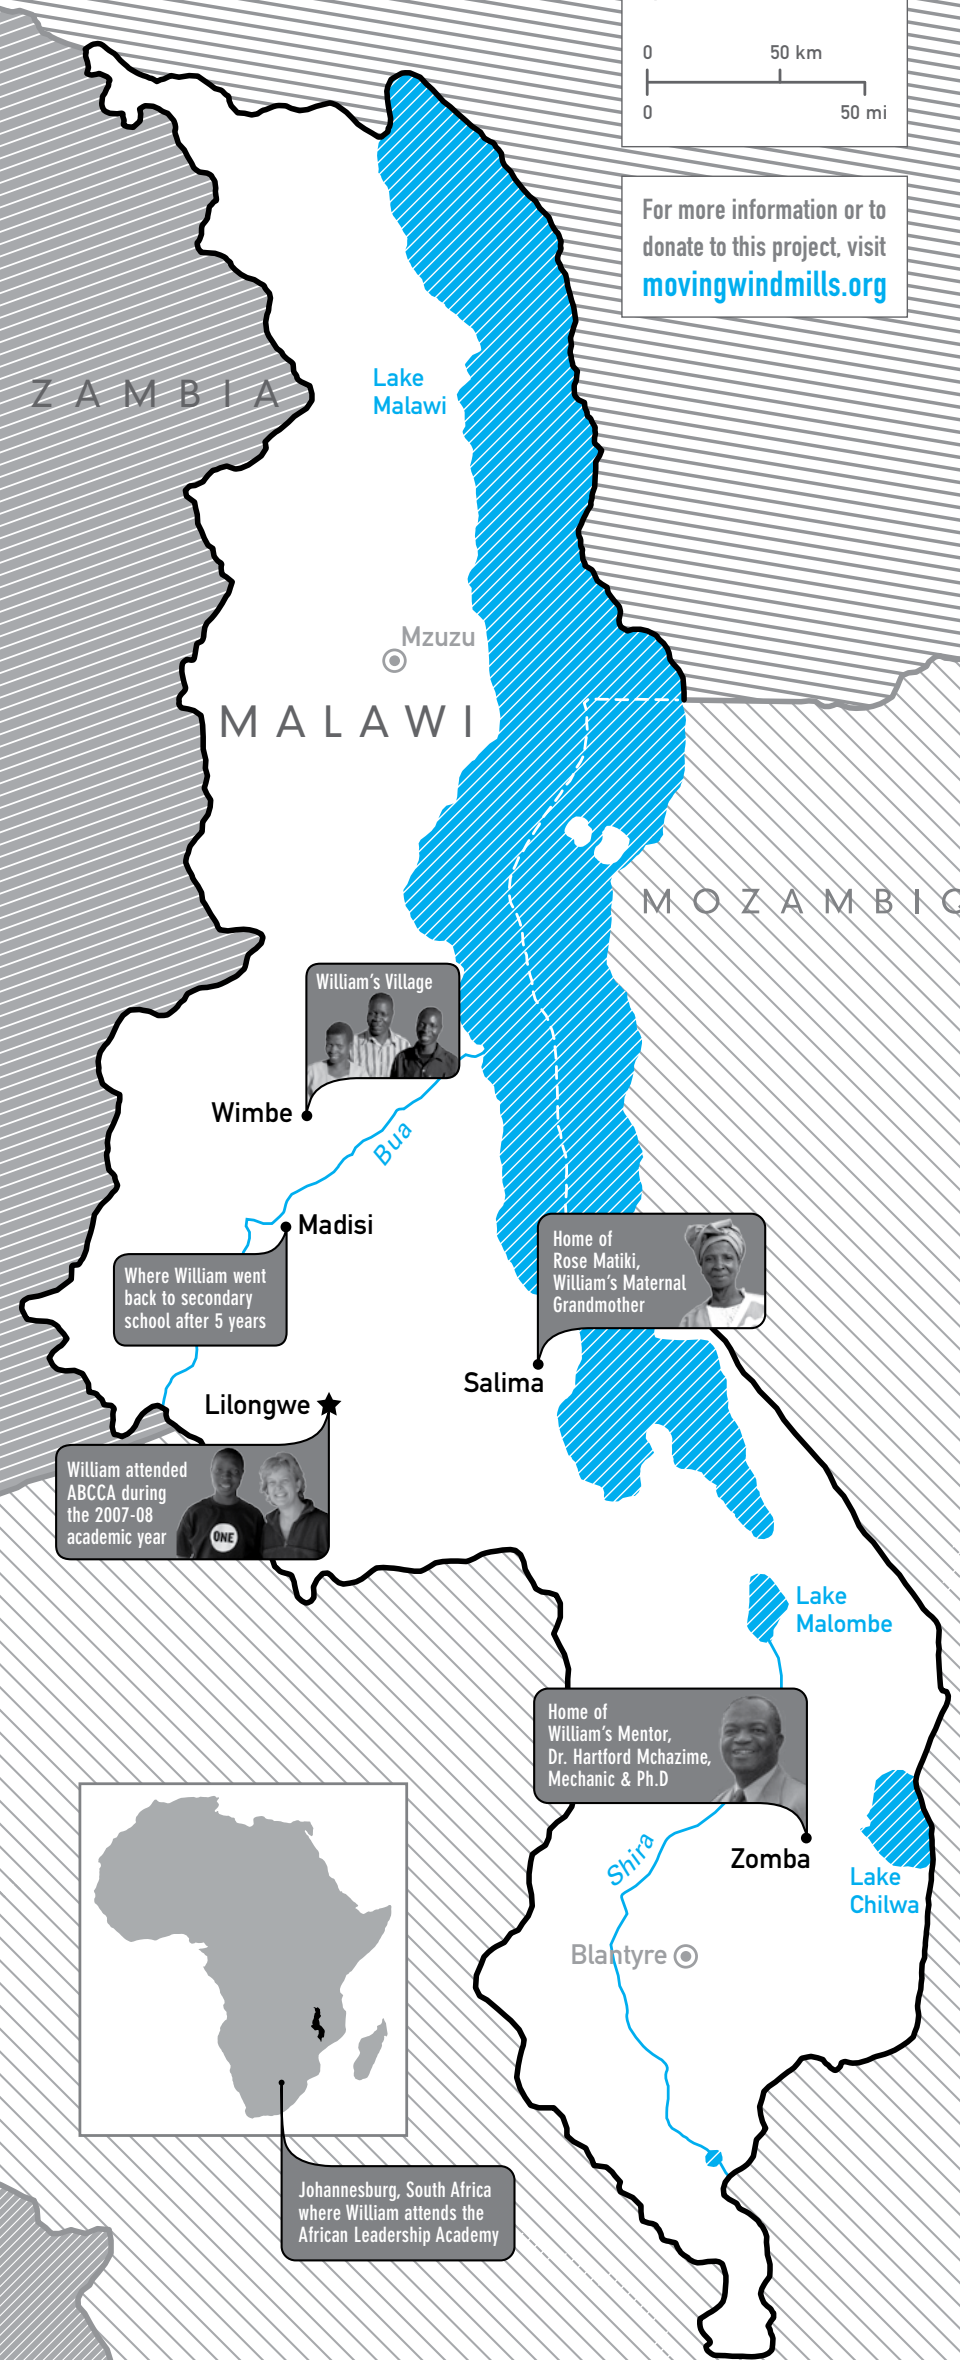 0 50 km
0 50 mi
For more information or to
donate to this project, visit
movingwindmills.org
ZAMBIA
Lake
Malawi
Mzuzu
MALAWI
MOZAMBIQ
William's Village
Wimbe
Bua
Madisi
Where William went
back to secondary
school after 5 years
Home of
Rose Matiki,
William's Maternal
Grandmother
Salima
Lilongwe
William attended
ABCCA during
the 2007-08
academic year
ONE
Lake
Malombe
Home of
William's Mentor,
Dr. Hartford Mchazime,
Mechanic & Ph.D
Zomba
Shira
Lake
Chilwa
Blantyre
Johannesburg, South Africa
where William attends the
African Leadership Academy